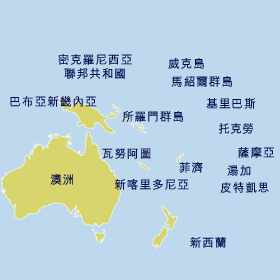 密克羅尼西亞
聯邦共和國
威克島
馬紹爾群島
巴布亞新畿內亞
基里巴斯
所羅門群島
托克勞
瓦努阿圖
薩摩亞
菲濟
湯加
澳洲
新喀里多尼亞
皮特凱思
新西蘭